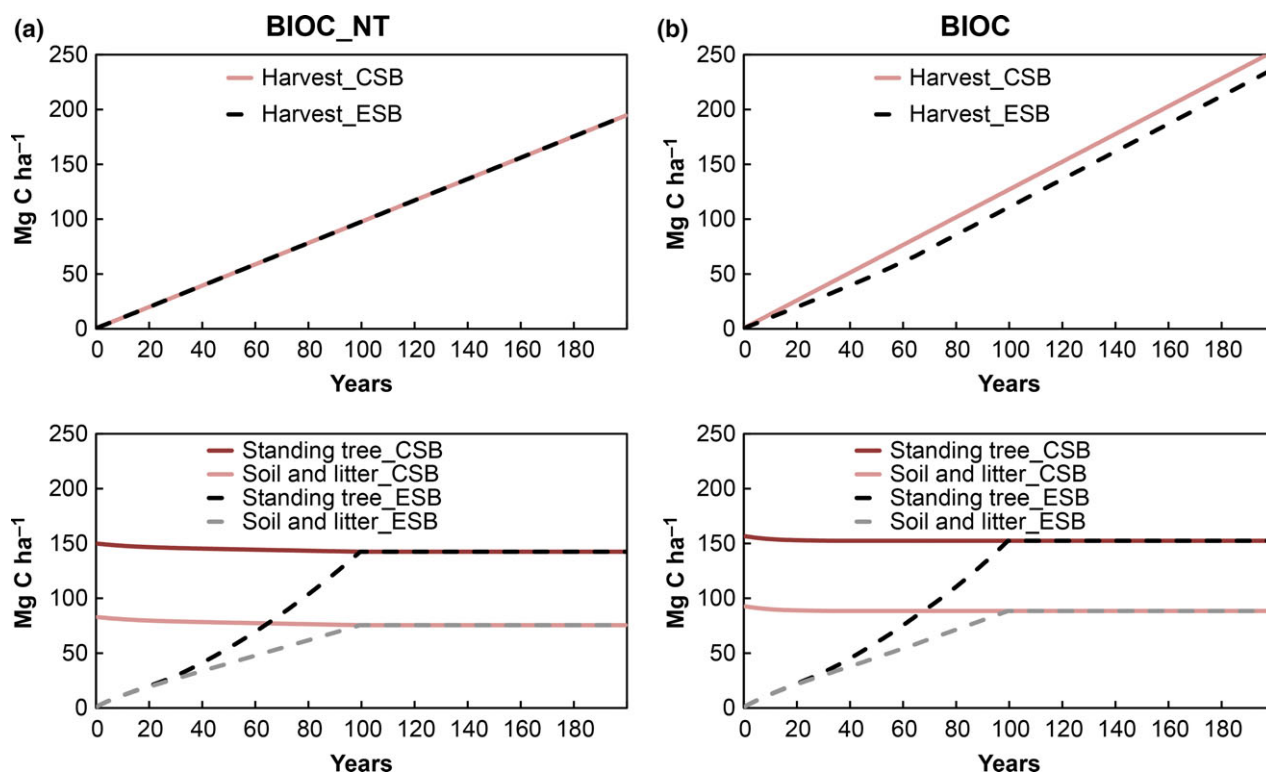 (a) BIOC_NT
250
200
150
100
50
0
Mg C ha⁻¹
Harvest_CSB
Harvest_ESB
0 20 40 60 80 100 120 140 160 180
Years
250
200
150
100
50
0
Mg C ha⁻¹
Standing tree_CSB
Soil and litter_CSB
Standing tree_ESB
Soil and litter_ESB
0 20 40 60 80 100 120 140 160 180
Years
(b) BIOC
250
200
150
100
50
0
Mg C ha⁻¹
Harvest_CSB
Harvest_ESB
0 20 40 60 80 100 120 140 160 180
Years
250
200
150
100
50
0
Mg C ha⁻¹
Standing tree_CSB
Soil and litter_CSB
Standing tree_ESB
Soil and litter_ESB
0 20 40 60 80 100 120 140 160 180
Years